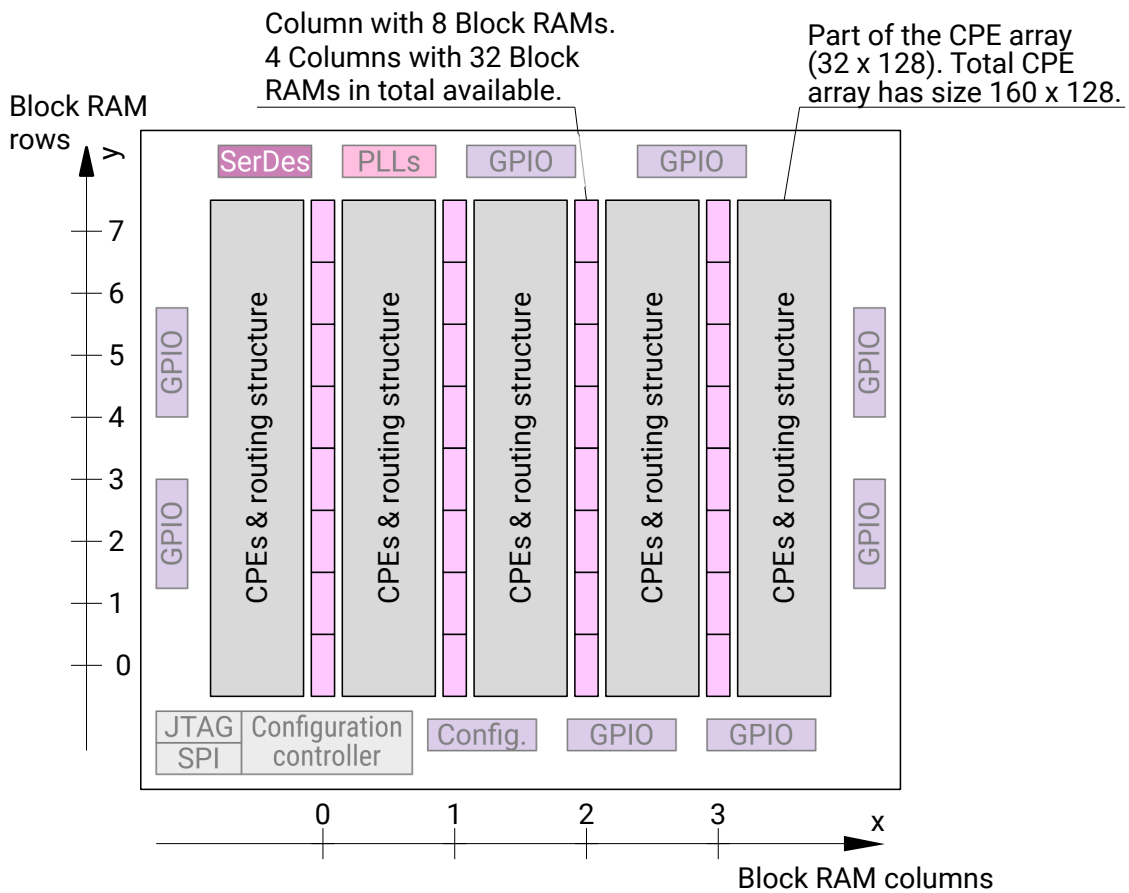 Column with 8 Block RAMs.
4 Columns with 32 Block
RAMs in total available.
Part of the CPE array
(32 x 128). Total CPE
array has size 160 x 128.
Block RAM
rows
y
SerDes
PLLs
GPIO
GPIO
7
6
5
4
3
2
1
0
GPIO
GPIO
CPEs & routing structure
CPEs & routing structure
CPEs & routing structure
CPEs & routing structure
CPEs & routing structure
GPIO
GPIO
JTAG
SPI
Configuration
controller
Config.
GPIO
GPIO
0
1
2
3
x
Block RAM columns